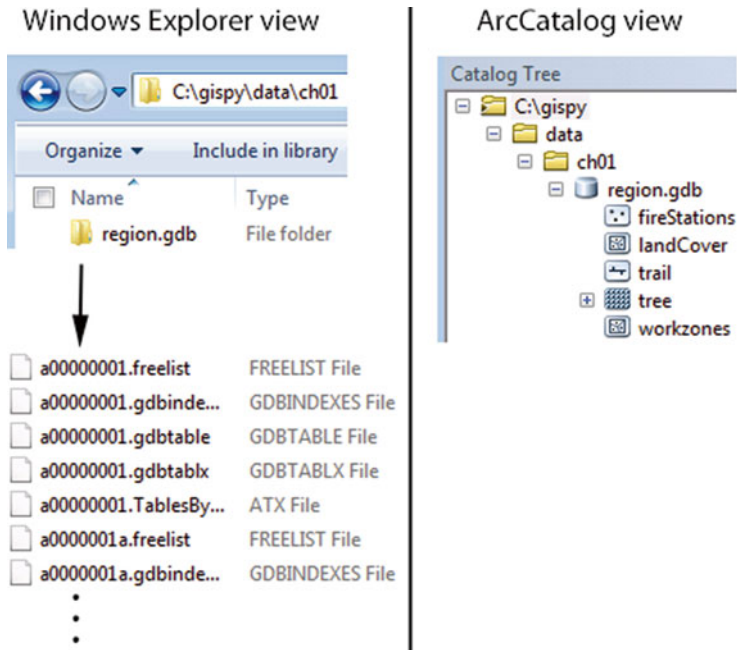 Windows Explorer view
C:\gispy\data\ch01
Organize
Include in library
Name
Type
region.gdb
File folder
a00000001.freelist
FREELIST File
a00000001.gdbinde...
GDBINDEXES File
a00000001.gdbtable
GDBTABLE File
a00000001.gdbtablx
GDBTABLX File
a00000001.TablesBy...
ATX File
a0000001a.freelist
FREELIST File
a0000001a.gdbinde...
GDBINDEXES File
ArcCatalog view
Catalog Tree
C:\gispy
data
ch01
region.gdb
fireStations
landCover
trail
tree
workzones